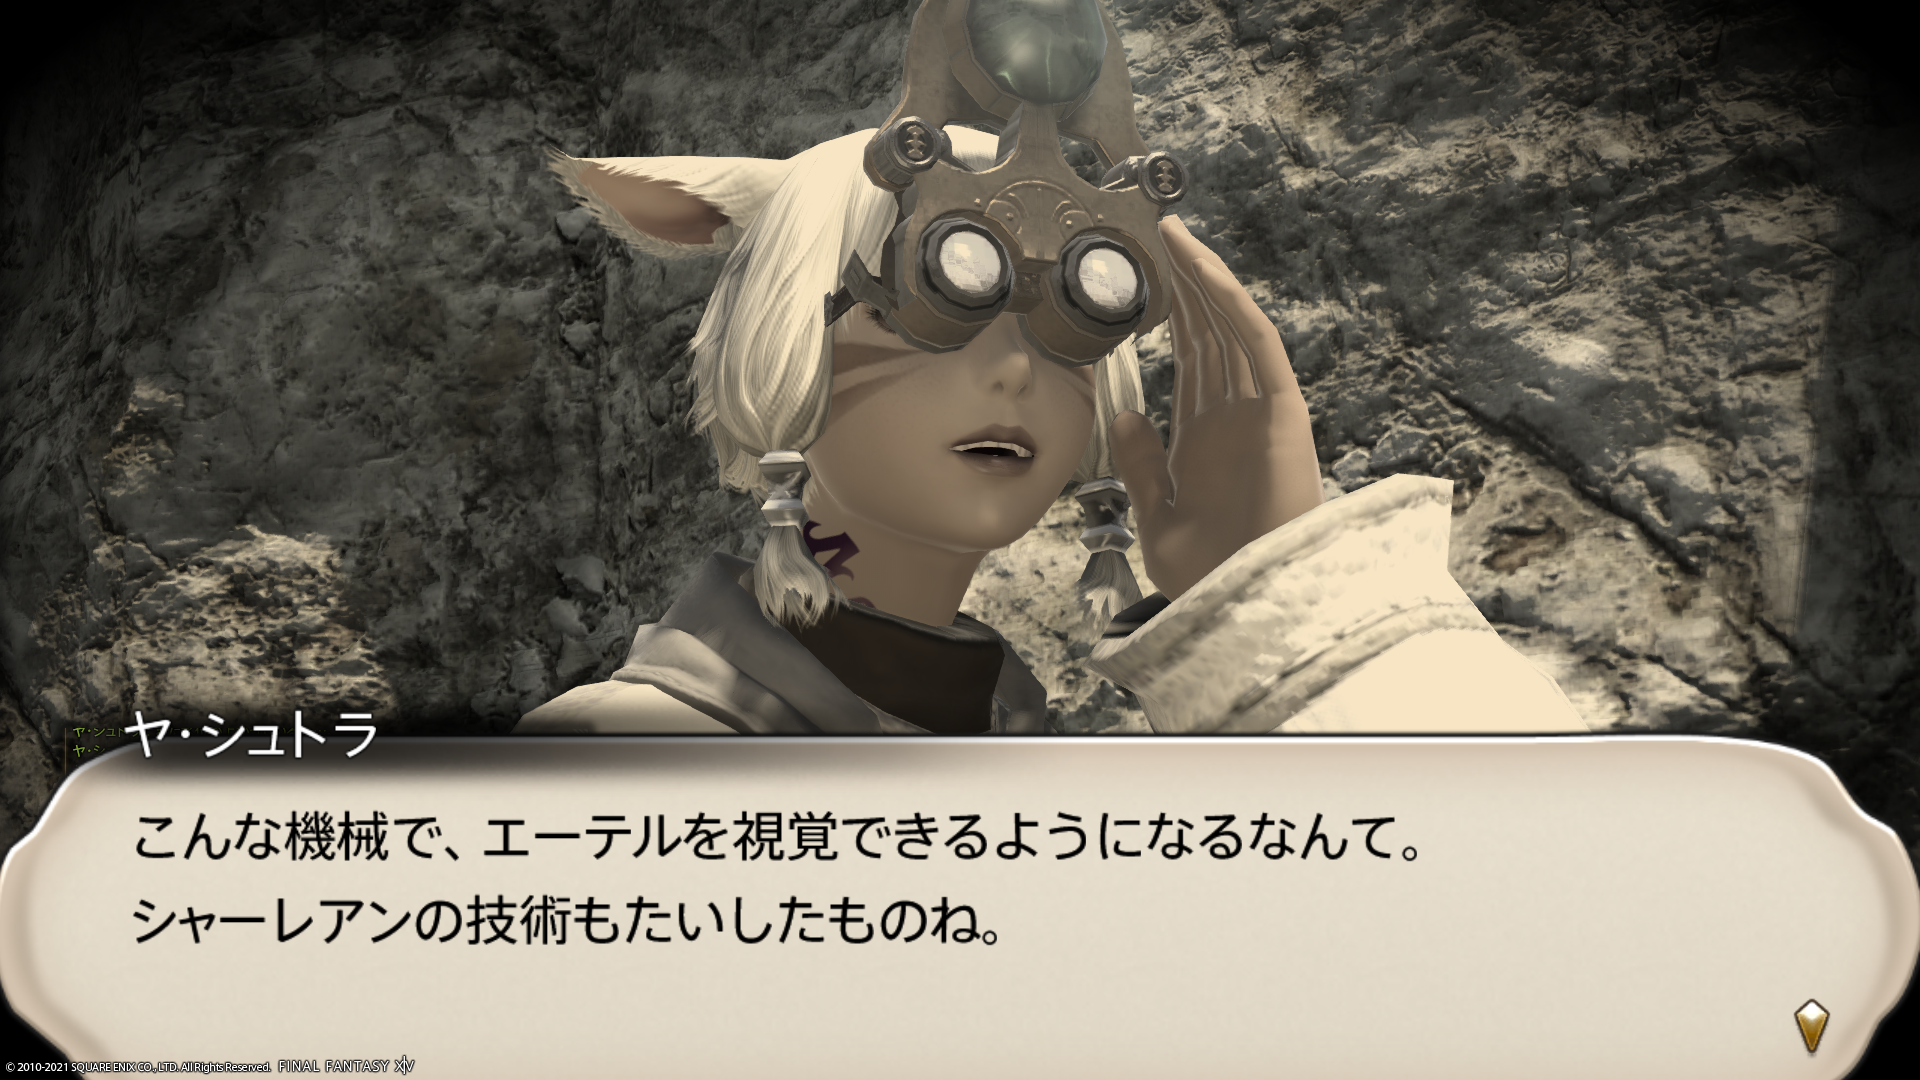 ヤ・シュトラ
こんな機械で、エーテルを視覚できるようになるなんて。
シャーレアンの技術もたいしたものね。
© 2010-2021 SQUARE ENIX CO., LTD. All Rights Reserved. FINAL FANTASY XIV